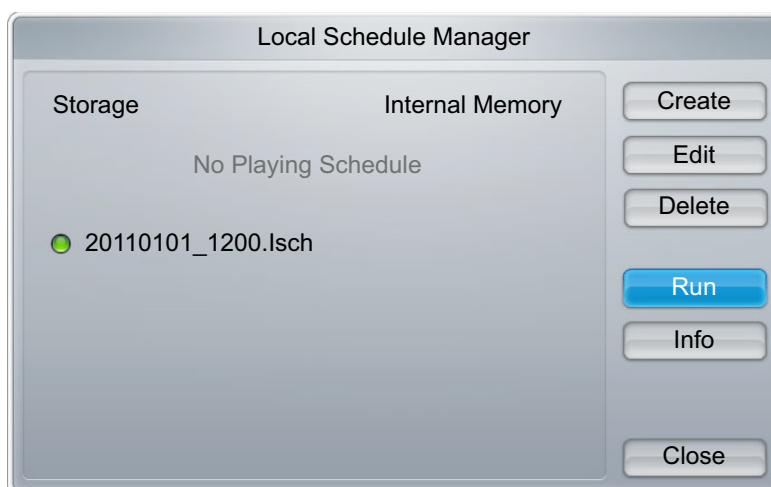 Local Schedule Manager
Storage Internal Memory
No Playing Schedule
20110101_1200.lsch
Create
Edit
Delete
Run
Info
Close